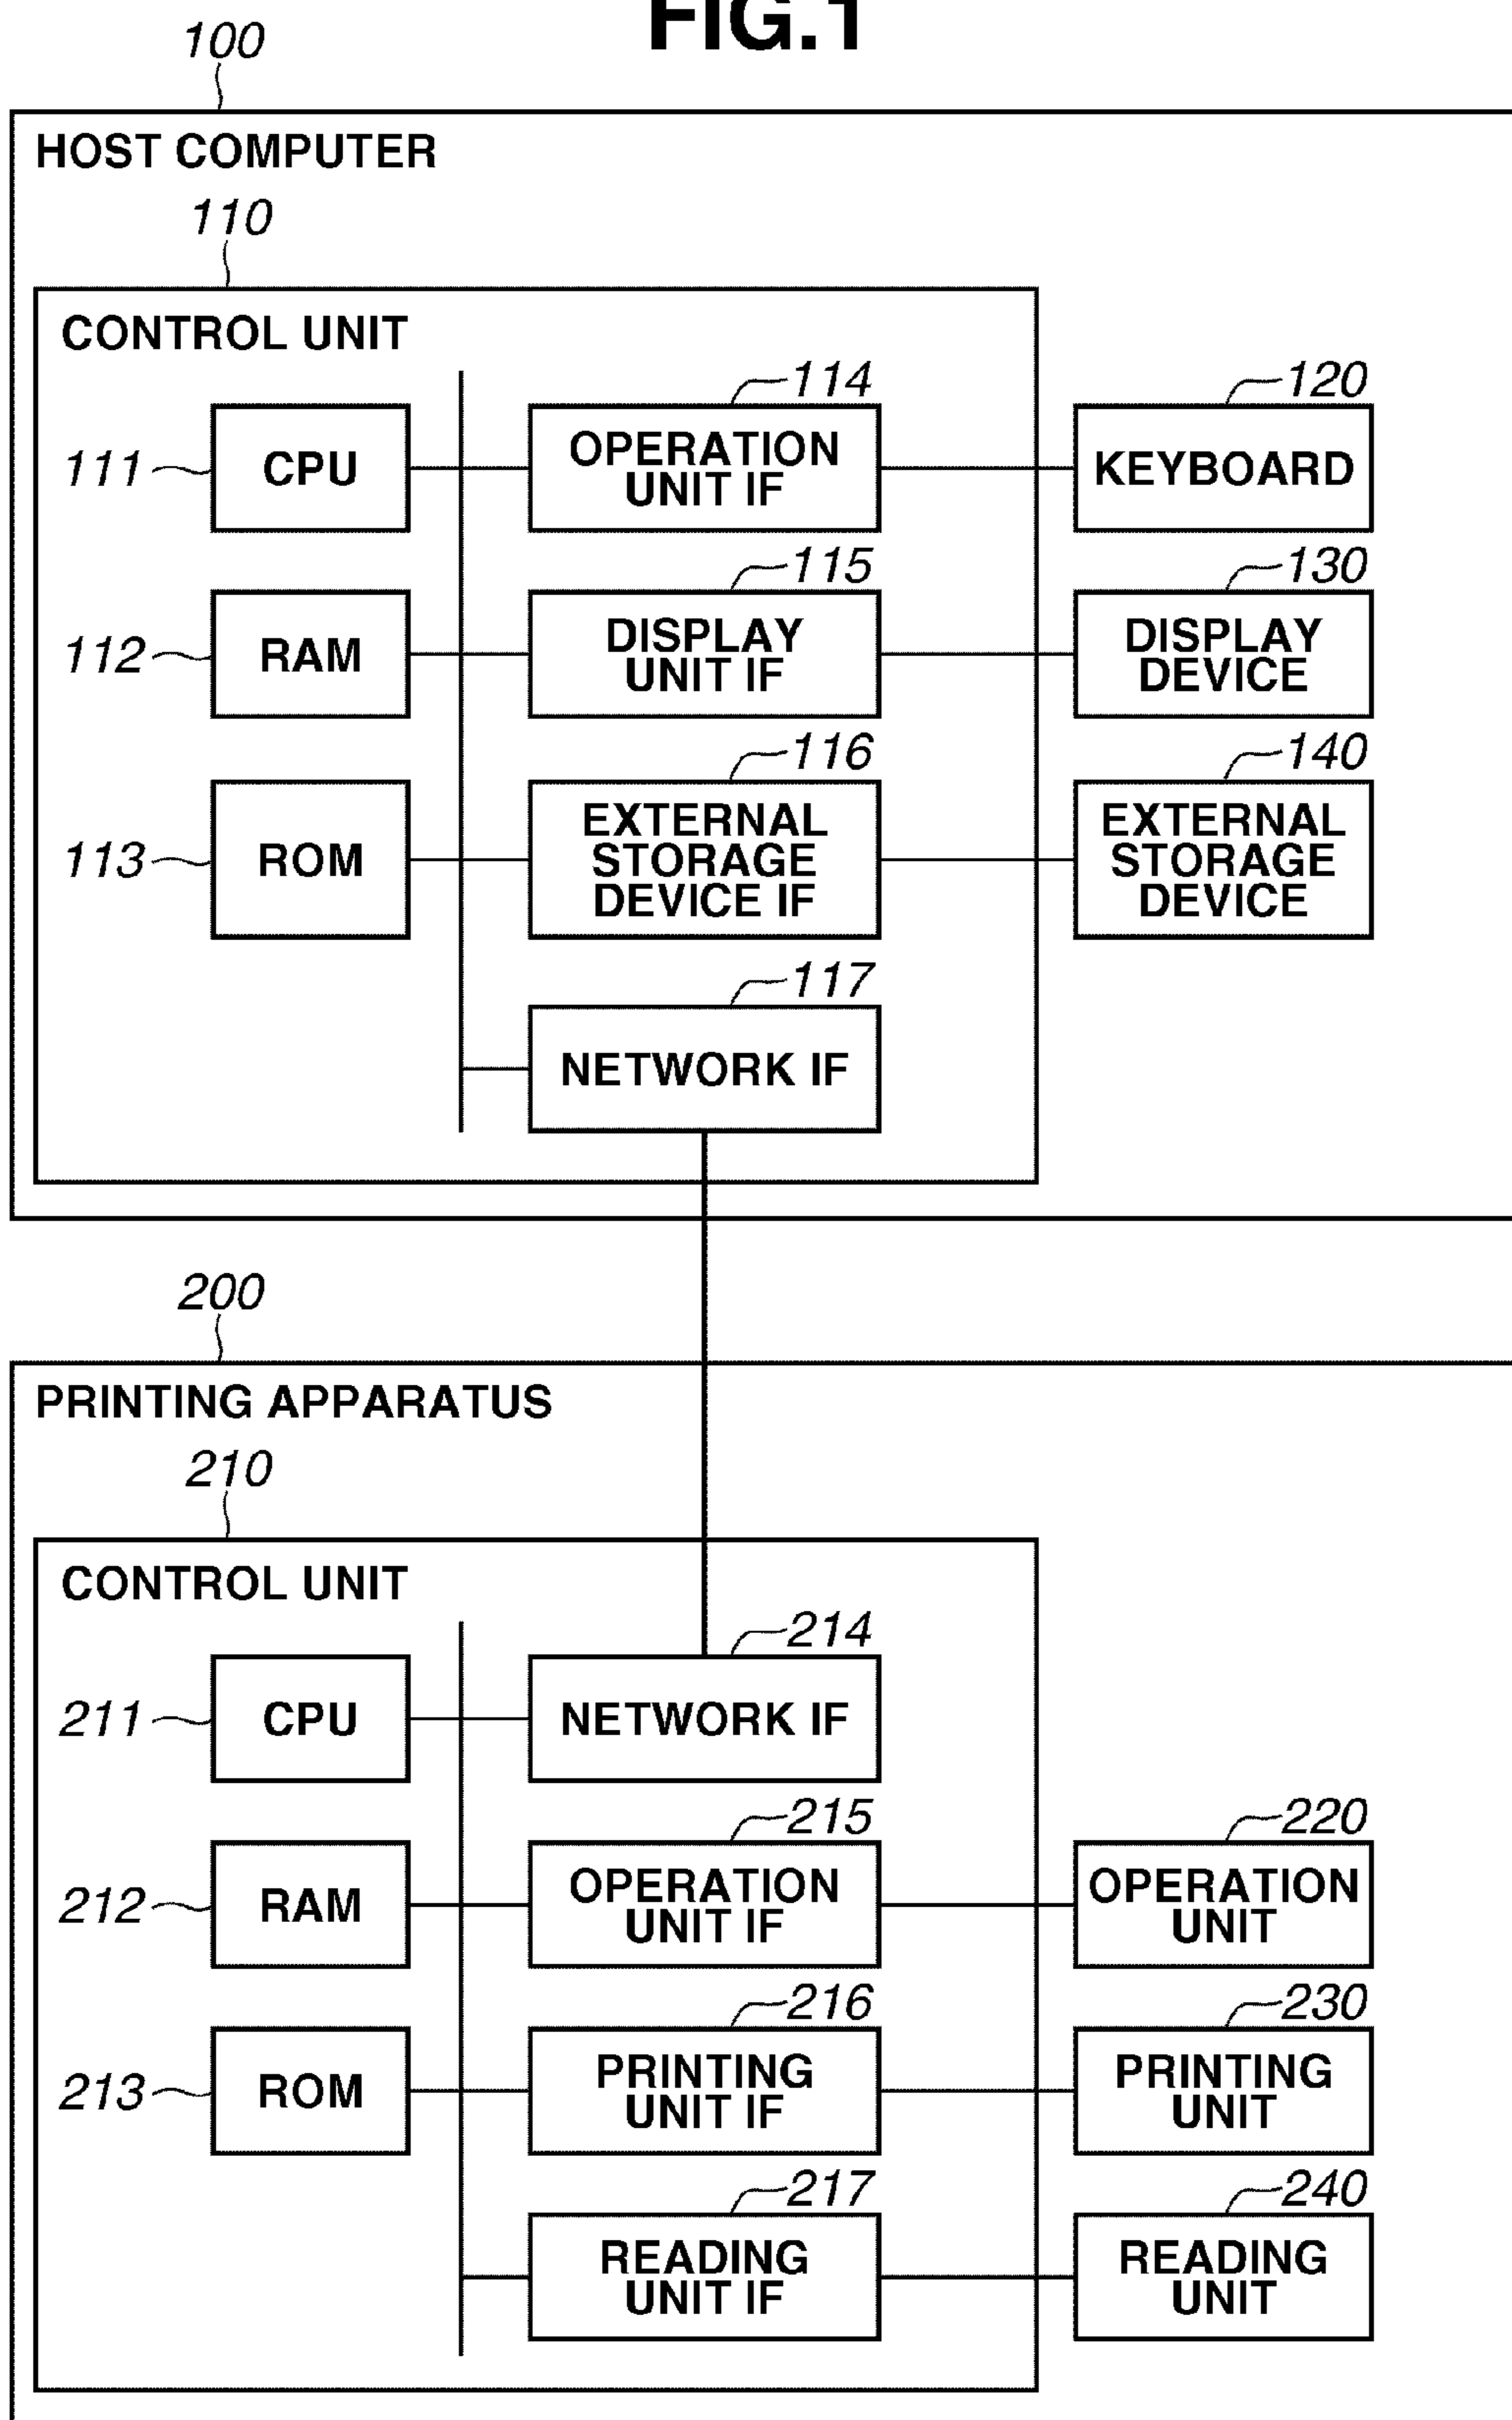 FIG.1
100
HOST COMPUTER
110
CONTROL UNIT
114
120
111
CPU
OPERATION
UNIT IF
KEYBOARD
115
130
112
RAM
DISPLAY
UNIT IF
DISPLAY
DEVICE
116
140
113
ROM
EXTERNAL
STORAGE
DEVICE IF
EXTERNAL
STORAGE
DEVICE
117
NETWORK IF
200
PRINTING APPARATUS
210
CONTROL UNIT
214
211
CPU
NETWORK IF
215
220
212
RAM
OPERATION
UNIT IF
OPERATION
UNIT
216
230
213
ROM
PRINTING
UNIT IF
PRINTING
UNIT
217
240
READING
UNIT IF
READING
UNIT